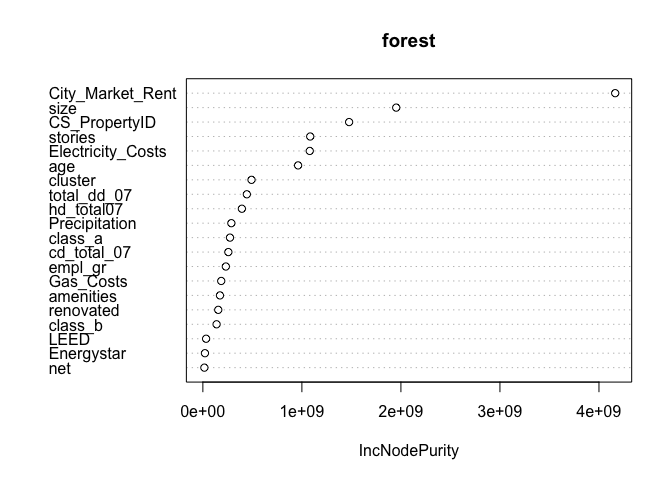 forest
City_Market_Rent
size
CS_PropertyID
stories
Electricity_Costs
age
cluster
total_dd_07
hd_total07
Precipitation
class_a
cd_total_07
empl_gr
Gas_Costs
amenities
renovated
class_b
LEED
Energystar
net
0e+00 1e+09 2e+09 3e+09 4e+09
IncNodePurity